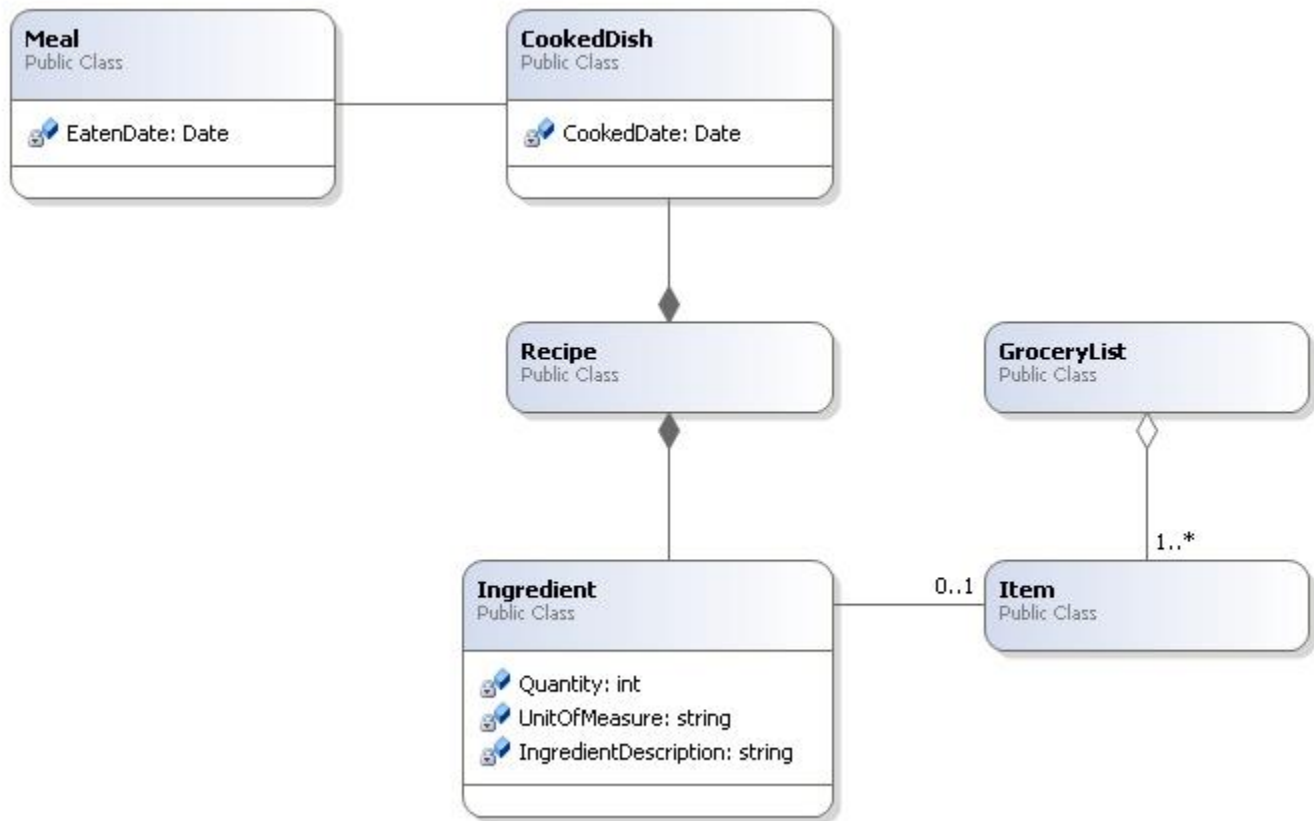 Meal
Public Class
EatenDate: Date
CookedDish
Public Class
CookedDate: Date
Recipe
Public Class
GroceryList
Public Class
1..*
Ingredient
Public Class
Quantity: int
UnitOfMeasure: string
IngredientDescription: string
0..1
Item
Public Class